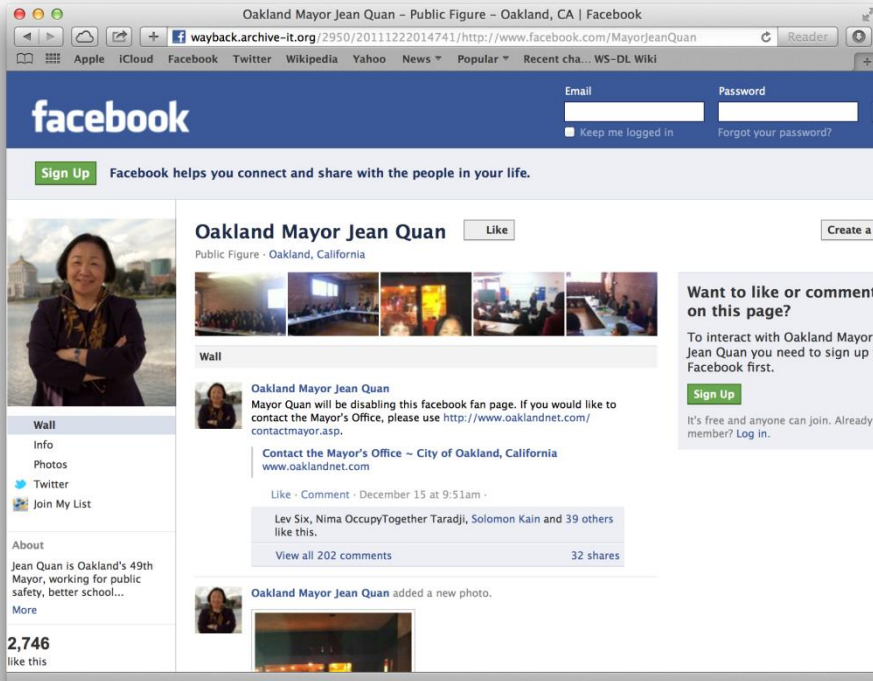 Oakland Mayor Jean Quan – Public Figure – Oakland, CA | Facebook
wayback.archive-it.org/2950/20111222014741/http://www.facebook.com/MayorJeanQuan
Reader
Apple iCloud Facebook Twitter Wikipedia Yahoo News Popular Recent cha... WS-DL Wiki
facebook
Email
Password
Keep me logged in
Forgot your password?
Sign Up
Facebook helps you connect and share with the people in your life.
Oakland Mayor Jean Quan
Like
Create a
Public Figure · Oakland, California
Wall
Info
Photos
Twitter
Join My List
About
Jean Quan is Oakland's 49th
Mayor, working for public
safety, better school...
More
2,746
like this
Wall
Oakland Mayor Jean Quan
Mayor Quan will be disabling this facebook fan page. If you would like to
contact the Mayor's Office, please use http://www.oaklandnet.com/
contactmayor.asp.
Contact the Mayor's Office ~ City of Oakland, California
www.oaklandnet.com
Like · Comment · December 15 at 9:51am ·
Lev Six, Nima OccupyTogether Taradji, Solomon Kain and 39 others
like this.
View all 202 comments
32 shares
Oakland Mayor Jean Quan added a new photo.
Want to like or comment
on this page?
To interact with Oakland Mayor
Jean Quan you need to sign up
Facebook first.
Sign Up
It's free and anyone can join. Already
member? Log in.